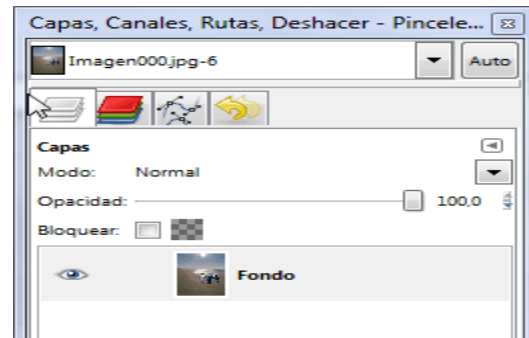 Capas, Canales, Rutas, Deshacer - Pincele...
Imagen000.jpg-6
Auto
Capas
Modo: Normal
Opacidad: 100,0
Bloquear:
Fondo